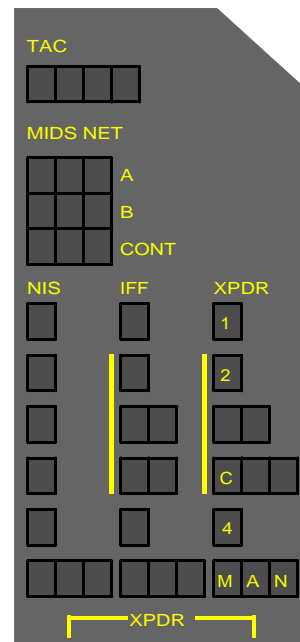 TAC
MIDS NET
A
B
CONT
NIS IFF XPDR
1
2
C
4
M A N
XPDR